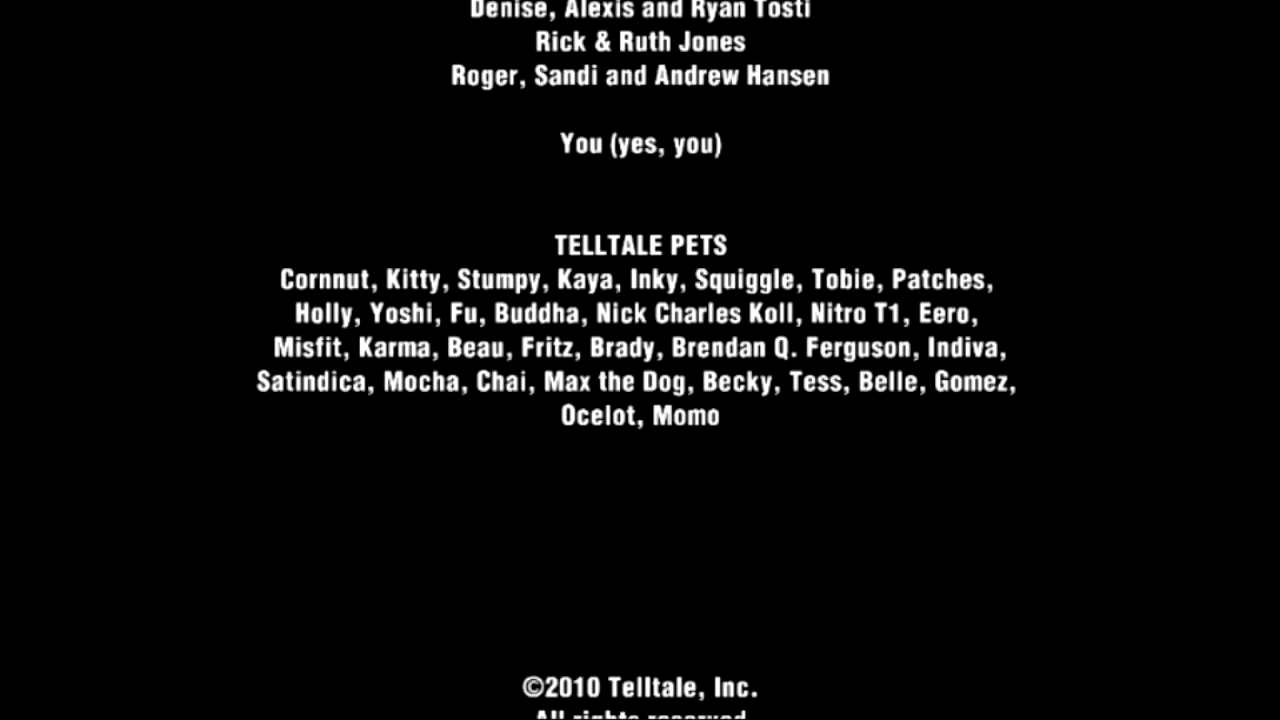 Denise, Alexis and Ryan Tosti
Rick & Ruth Jones
Roger, Sandi and Andrew Hansen
You (yes, you)
TELLTALE PETS
Cornnut, Kitty, Stumpy, Kaya, Inky, Squiggle, Tobie, Patches,
Holly, Yoshi, Fu, Buddha, Nick Charles Koll, Nitro T1, Eero,
Misfit, Karma, Beau, Fritz, Brady, Brendan Q. Ferguson, Indiva,
Satindica, Mocha, Chai, Max the Dog, Becky, Tess, Belle, Gomez,
Ocelot, Momo
©2010 Telltale, Inc.
All rights reserved